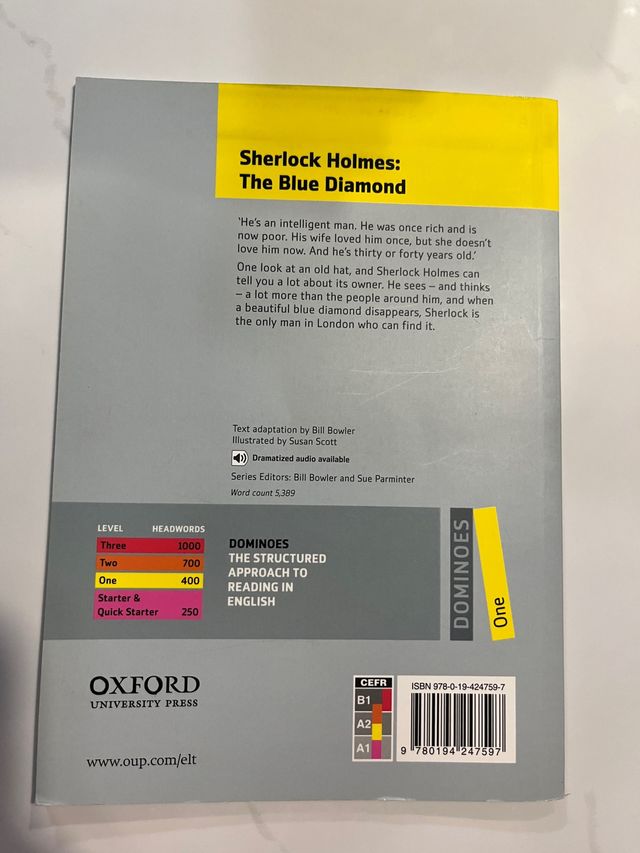 Sherlock Holmes:
The Blue Diamond
'He's an intelligent man. He was once rich and is
now poor. His wife loved him once, but she doesn't
love him now. And he's thirty or forty years old.'
One look at an old hat, and Sherlock Holmes can
tell you a lot about its owner. He sees – and thinks
– a lot more than the people around him, and when
a beautiful blue diamond disappears, Sherlock is
the only man in London who can find it.
Text adaptation by Bill Bowler
Illustrated by Susan Scott
Dramatized audio available
Series Editors: Bill Bowler and Sue Parminter
Word count 5,389
LEVEL HEADWORDS
Three 1000
Two 700
One 400
Starter &
Quick Starter 250
DOMINOES
THE STRUCTURED
APPROACH TO
READING IN
ENGLISH
DOMINOES
One
OXFORD
UNIVERSITY PRESS
www.oup.com/elt
CEFR
B1
A2
A1
ISBN 978-0-19-424759-7
9 780194 247597